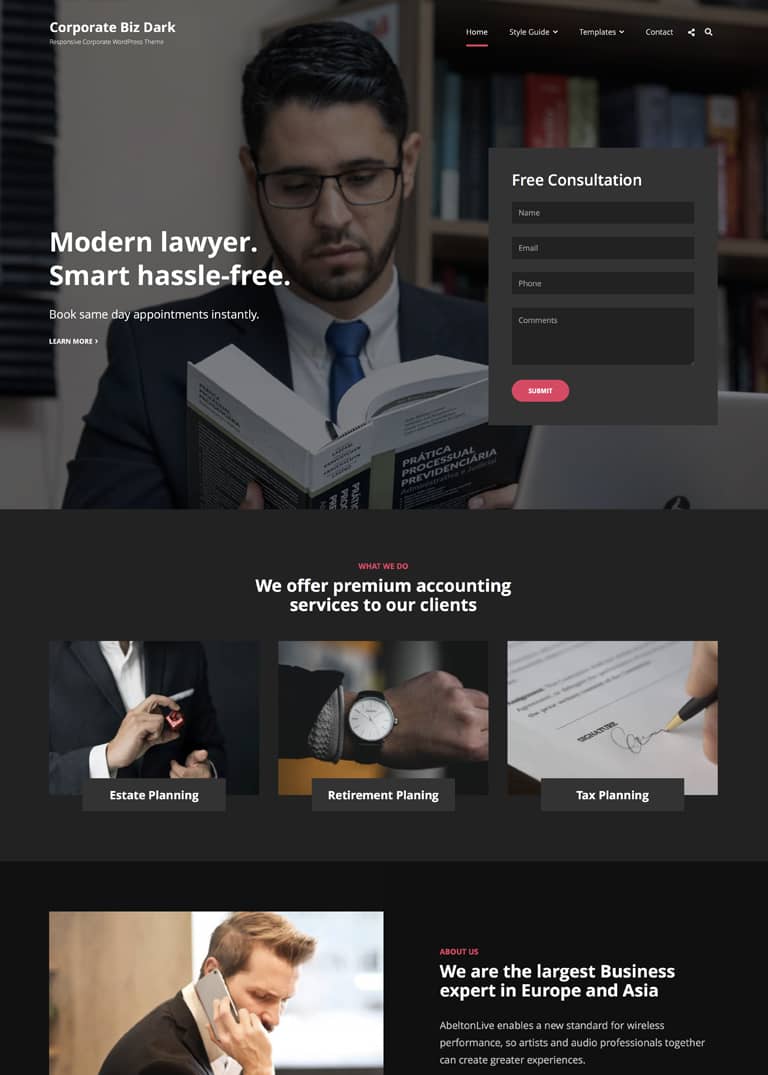 Corporate Biz Dark
Responsive Corporate WordPress Theme
Home
Style Guide
Templates
Contact
Modern lawyer.
Smart hassle-free.
Book same day appointments instantly.
LEARN MORE
Free Consultation
Name
Email
Phone
Comments
SUBMIT
PRÁTICA
PROCESSUAL
PREVIDENCIÁRIA
Administrativa e Judicial
WHAT WE DO
We offer premium accounting
services to our clients
SIGNATURE
Estate Planning
Retirement Planing
Tax Planning
ABOUT US
We are the largest Business
expert in Europe and Asia
AbeltonLive enables a new standard for wireless
performance, so artists and audio professionals together
can create greater experiences.